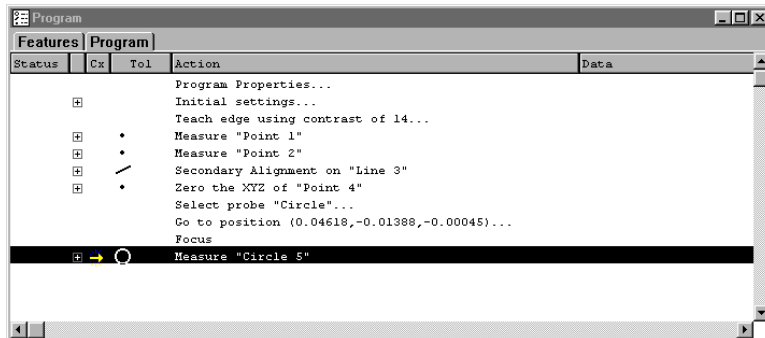 Program
Features Program
Status Cx Tol Action Data
Program Properties...
Initial settings...
Teach edge using contrast of 14...
Measure "Point 1"
Measure "Point 2"
Secondary Alignment on "Line 3"
Zero the XYZ of "Point 4"
Select probe "Circle"...
Go to position (0.04618,-0.01388,-0.00045)...
Focus
Measure "Circle 5"